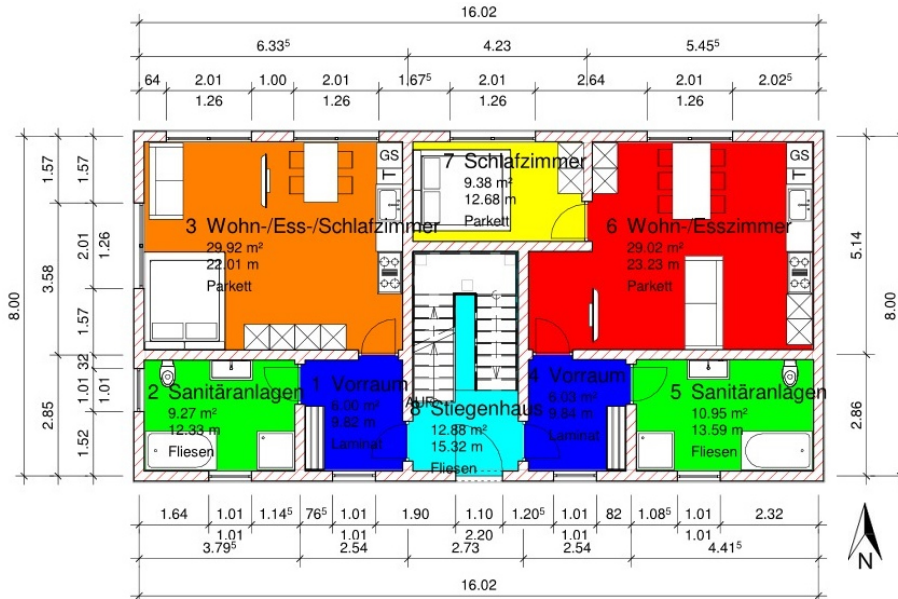 16.02
6.33⁵ 4.23 5.45⁵
64 2.01 1.00 2.01 1.67⁵ 2.01 2.64 2.01 2.02⁵
1.26 1.26 1.26 1.26
8.00
1.57 3.58 2.85
1.57 2.01 1.57 32 1.01 1.52
1.26 1.01
3 Wohn-/Ess-/Schlafzimmer
29.92 m²
22.01 m
Parkett
GS
T
7 Schlafzimmer
9.38 m²
12.68 m
Parkett
6 Wohn-/Esszimmer
29.02 m²
23.23 m
Parkett
GS
T
2 Sanitäranlagen
9.27 m²
12.33 m
Fliesen
1 Vorraum
6.00 m²
9.82 m
Laminat
AUF
8 Stiegenhaus
12.88 m²
15.32 m
Fliesen
4 Vorraum
6.03 m²
9.84 m
Laminat
5 Sanitäranlagen
10.95 m²
13.59 m
Fliesen
5.14 2.86
8.00
1.64 1.01 1.14⁵ 76⁵ 1.01 1.90 1.10 1.20⁵ 1.01 82 1.08⁵ 1.01 2.32
1.01 1.01 2.20 1.01 1.01
3.79⁵ 2.54 2.73 2.54 4.41⁵
16.02
N